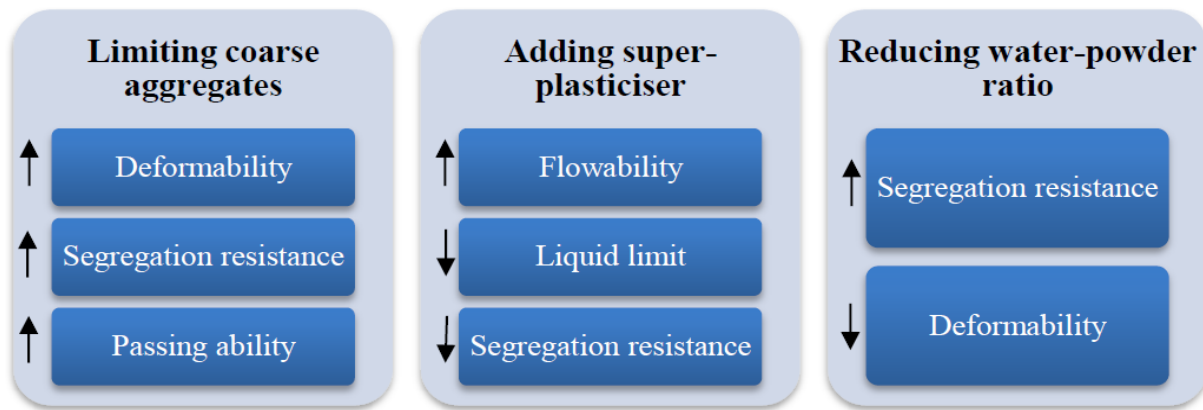 Limiting coarse
aggregates
Deformability
Segregation resistance
Passing ability
Adding super-
plasticiser
Flowability
Liquid limit
Segregation resistance
Reducing water-powder
ratio
Segregation resistance
Deformability